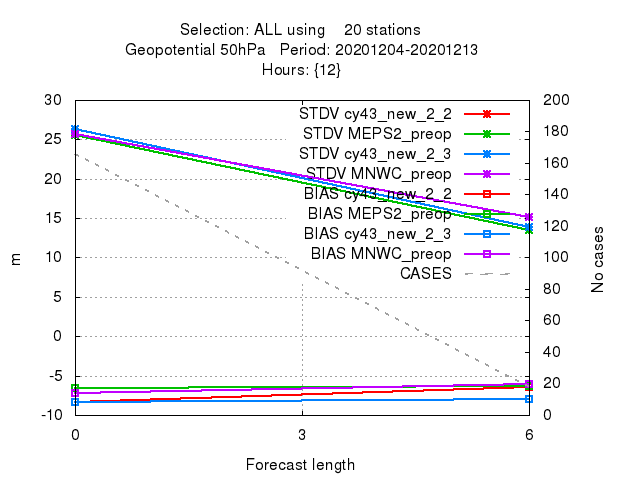 Selection: ALL using    20 stations
Geopotential 50hPa   Period: 20201204-20201213
Hours: {12}
30
25
20
15
10
5
0
-5
-10
200
180
160
140
120
100
80
60
40
20
0
m
No cases
STDV cy43_new_2_2
STDV MEPS2_preop
STDV cy43_new_2_3
STDV MNWC_preop
BIAS cy43_new_2_2
BIAS MEPS2_preop
BIAS cy43_new_2_3
BIAS MNWC_preop
CASES
0 3 6
Forecast length